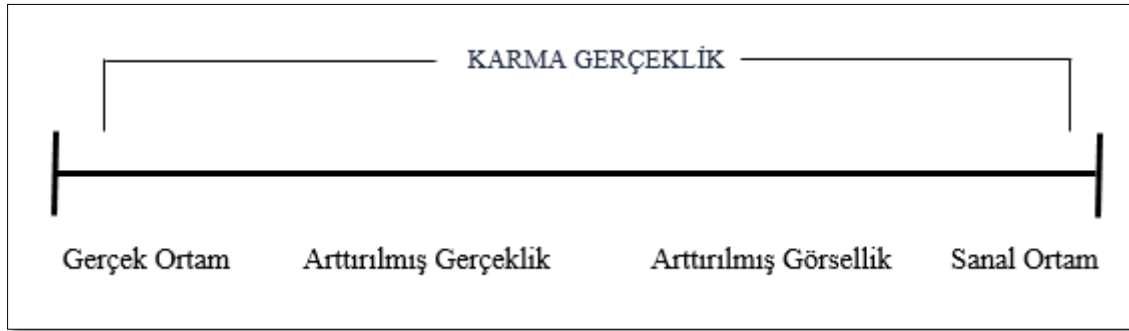 KARMA GERÇEKLİK
Gerçek Ortam Arttırılmış Gerçeklik Arttırılmış Görsellik Sanal Ortam